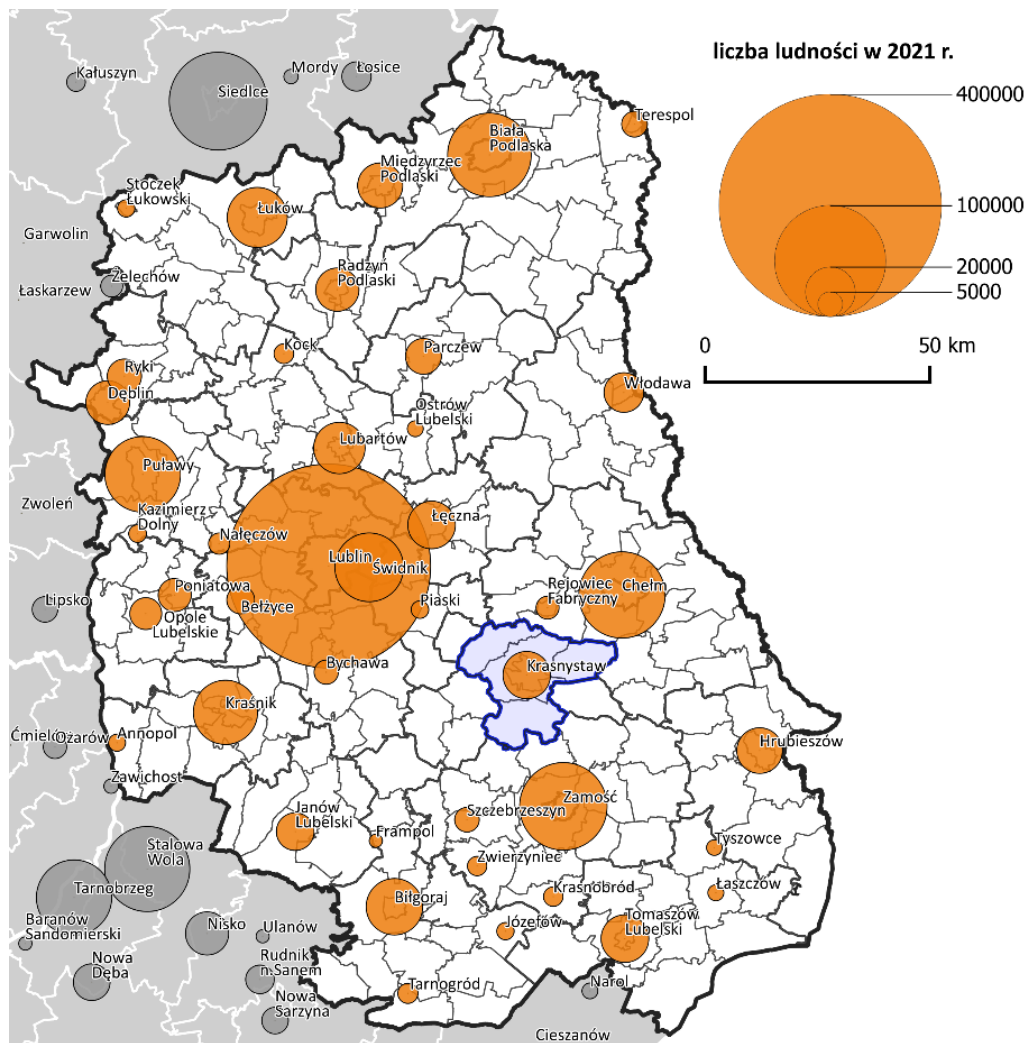 liczba ludności w 2021 r.
400000
100000
20000
5000
0
50 km
Kałuszyn
Mordy
Łosice
Siedlce
Terespol
Biała
Podlaska
Międzyrzec
Podlaski
Stoczek
Łukowski
Łuków
Garwolin
Radzyń
Podlaski
Żelechów
Łaskarzew
Kock
Parczew
Ryki
Dęblin
Włodawa
Ostrów
Lubelski
Lubartów
Puławy
Zwoleń
Kazimierz
Dolny
Łęczna
Nałęczów
Lublin
Świdnik
Chełm
Rejowiec
Fabryczny
Poniatowa
Bełżyce
Piaski
Lipsko
Opole
Lubelskie
Bychawa
Krasnystaw
Kraśnik
Ćmielów
Ożarów
Annopol
Hrubieszów
Zawichost
Janów
Lubelski
Szczebrzeszyn
Zamość
Frampol
Tyszowce
Stalowa
Wola
Zwierzyniec
Tarnobrzeg
Biłgoraj
Krasnobród
Łaszczów
Baranów
Sandomierski
Nisko
Ulanów
Józefów
Tomaszów
Lubelski
Nowa
Dęba
Rudnik
n.Sanem
Tarnogród
Narol
Nowa
Sarzyna
Cieszanów